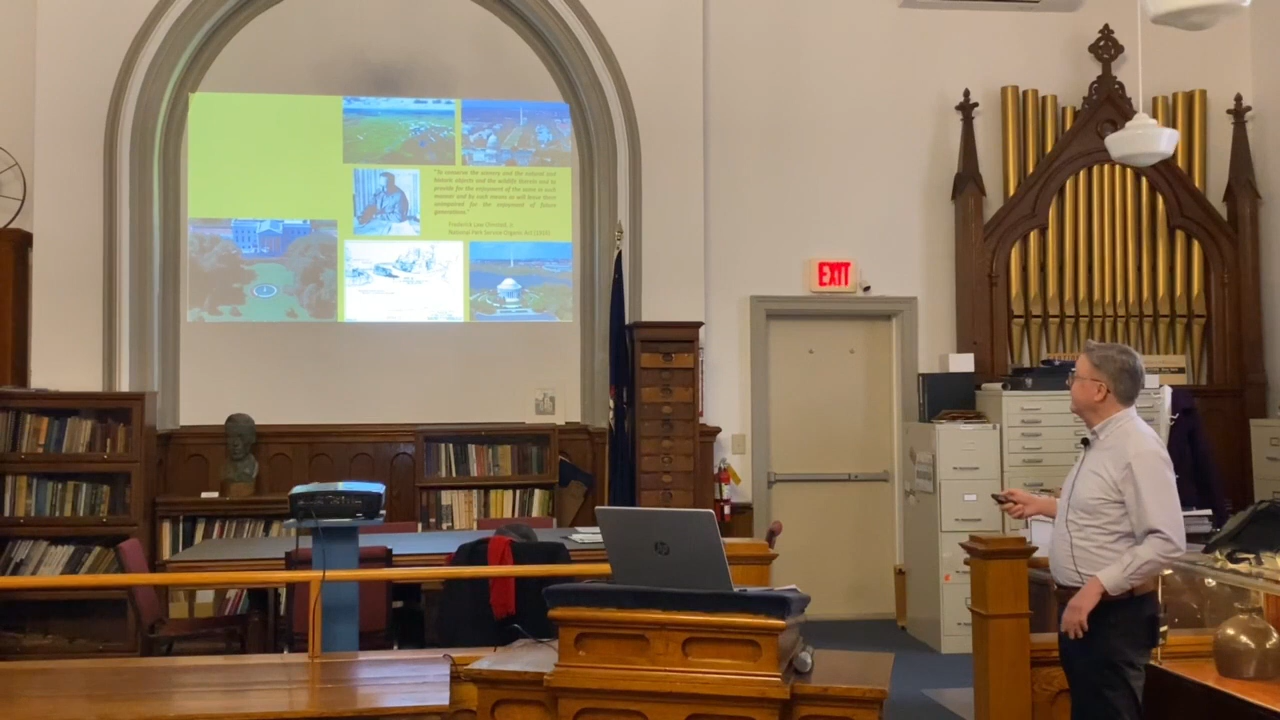 "To conserve the scenery and the natural and
historic objects and the wildlife therein and to
provide for the enjoyment of the same in such
manner and by such means as will leave them
unimpaired for the enjoyment of future
generations."
Frederick Law Olmsted, Jr.
National Park Service Organic Act (1916)
EXIT
hp